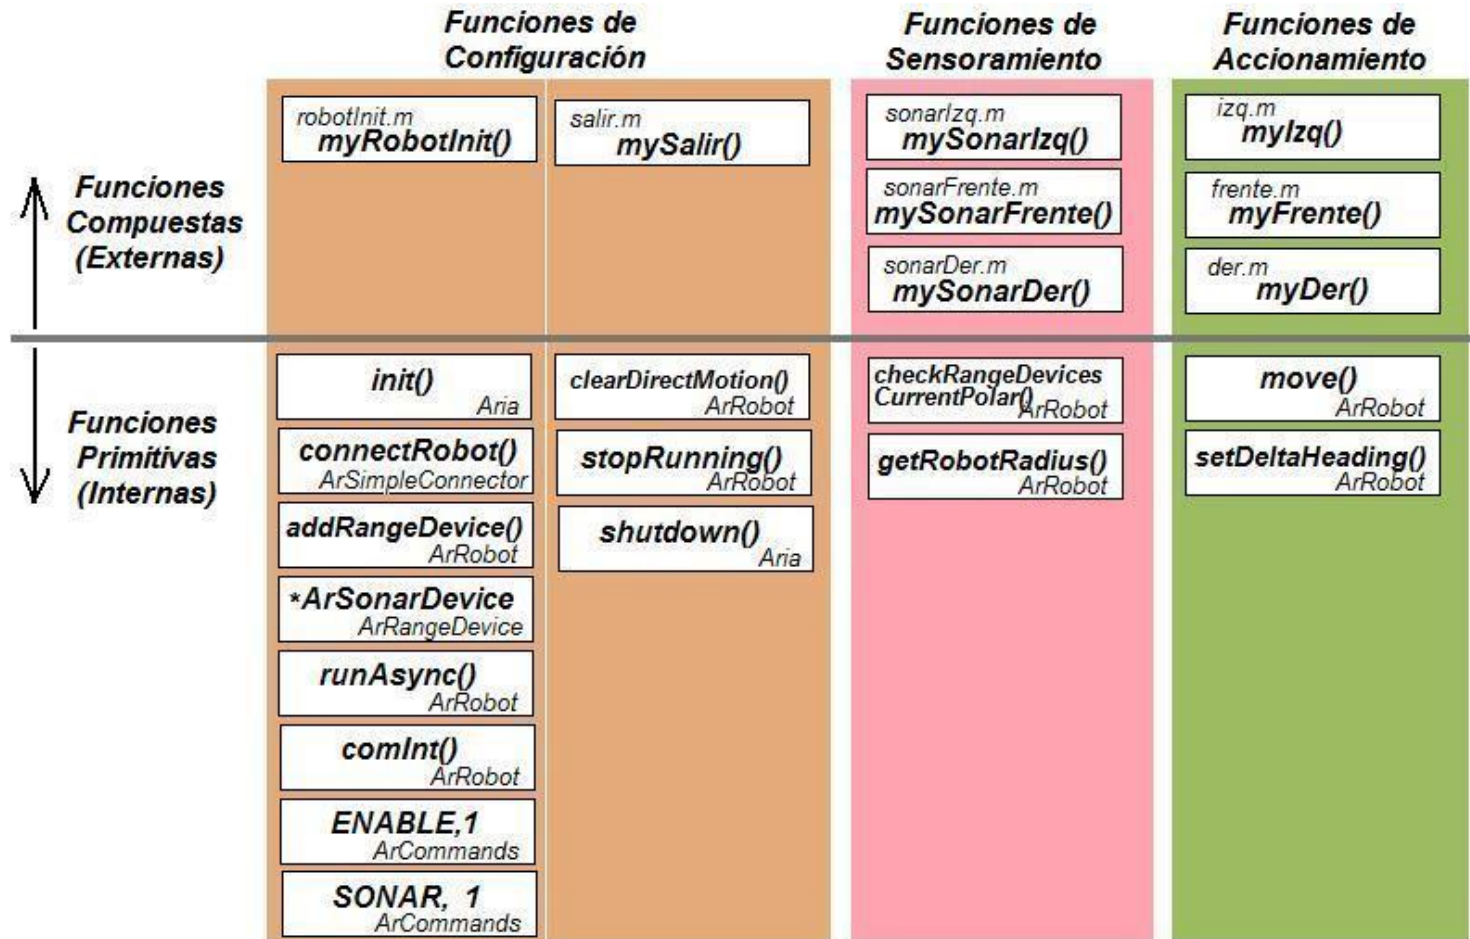 Funciones de
Configuración
Funciones de
Sensoramiento
Funciones de
Accionamiento
Funciones
Compuestas
(Externas)
robotInit.m
myRobotInit()
salir.m
mySalir()
sonarIzq.m
mySonarIzq()
sonarFrente.m
mySonarFrente()
sonarDer.m
mySonarDer()
izq.m
myIzq()
frente.m
myFrente()
der.m
myDer()
Funciones
Primitivas
(Internas)
init()
Aria
connectRobot()
ArSimpleConnector
addRangeDevice()
ArRobot
*ArSonarDevice
ArRangeDevice
runAsync()
ArRobot
comInt()
ArRobot
ENABLE,1
ArCommands
SONAR, 1
ArCommands
clearDirectMotion()
ArRobot
stopRunning()
ArRobot
shutdown()
Aria
checkRangeDevices
CurrentPolar()
ArRobot
getRobotRadius()
ArRobot
move()
ArRobot
setDeltaHeading()
ArRobot